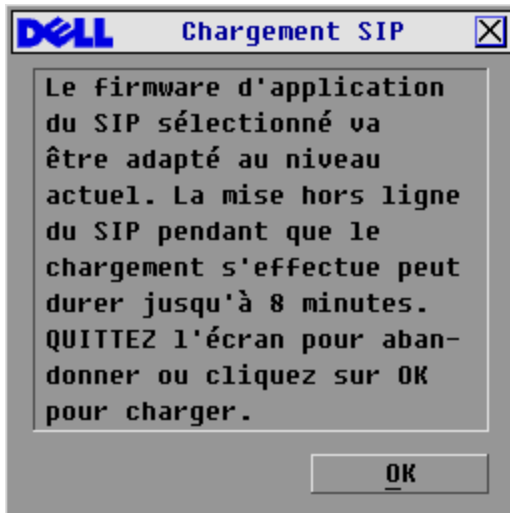 DELL Chargement SIP
Le firmware d'application
du SIP sélectionné va
être adapté au niveau
actuel. La mise hors ligne
du SIP pendant que le
chargement s'effectue peut
durer jusqu'à 8 minutes.
QUITTEZ l'écran pour aban-
donner ou cliquez sur OK
pour charger.
OK